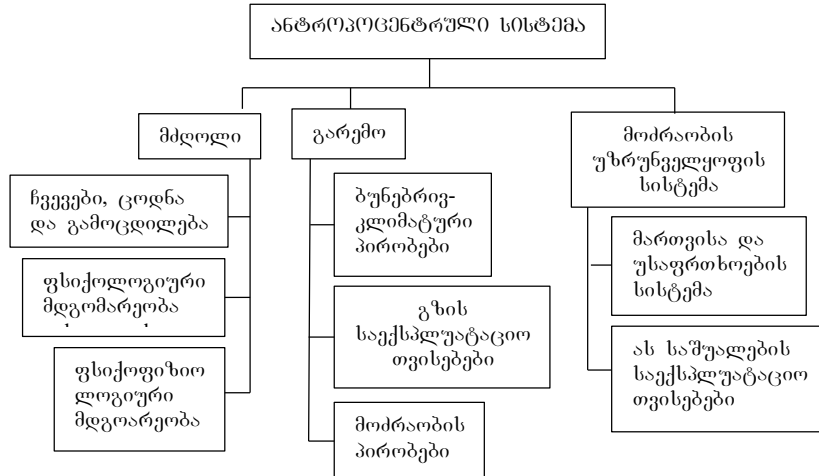 ანტროპოცენტრული სისტემა
მძღოლი
ჩვევები, ცოდნა
და გამოცდილება
ფსიქოლოგიური
მდგომარეობა
ფსიქოფიზიო
ლოგიური
მდგოარეობა
გარემო
ბუნებრივ-
კლიმატური
პირობები
გზის
საექსპლუატაციო
თვისებები
მოძრაობის
პირობები
მოძრაობის
უზრუნველყოფის
სისტემა
მართვისა და
უსაფრთხოების
სისტემა
ას საშუალების
საექსპლუატაციო
თვისებები